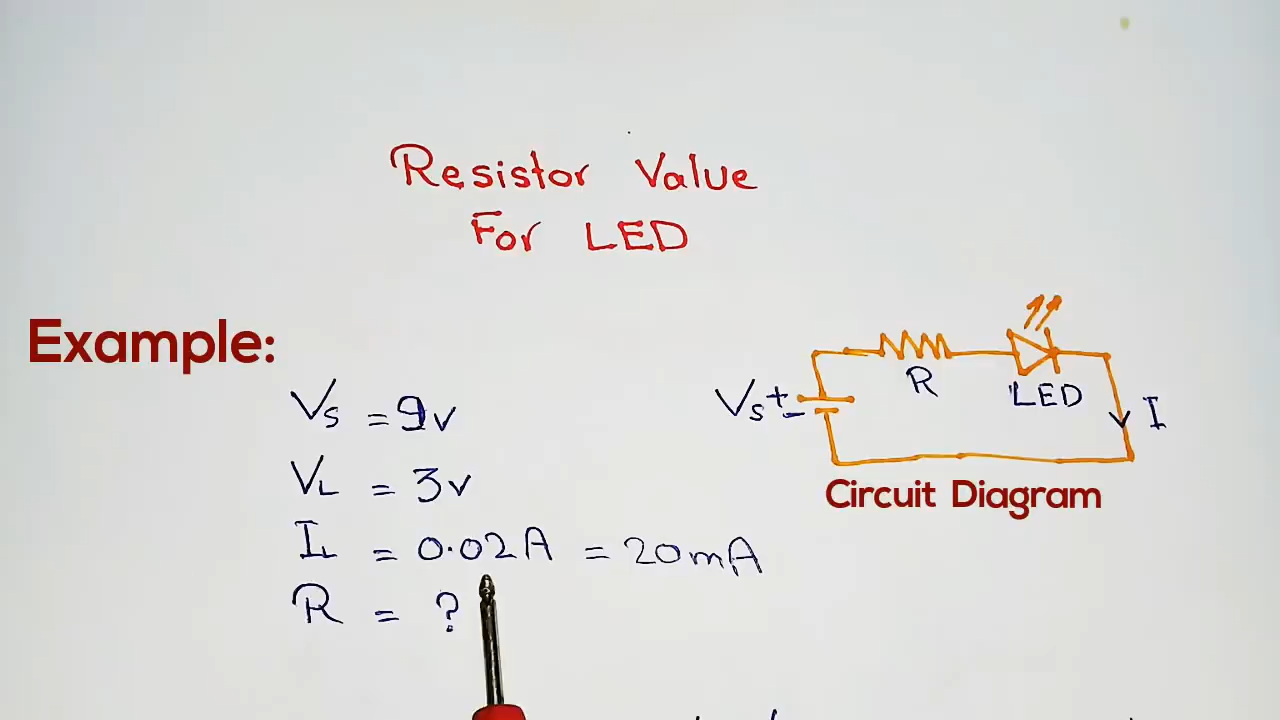 Resistor Value
For LED
Example:
Vs = 9v
VL = 3v
IL = 0.02A = 20mA
R = ?
Vs + -
R
LED
I
Circuit Diagram